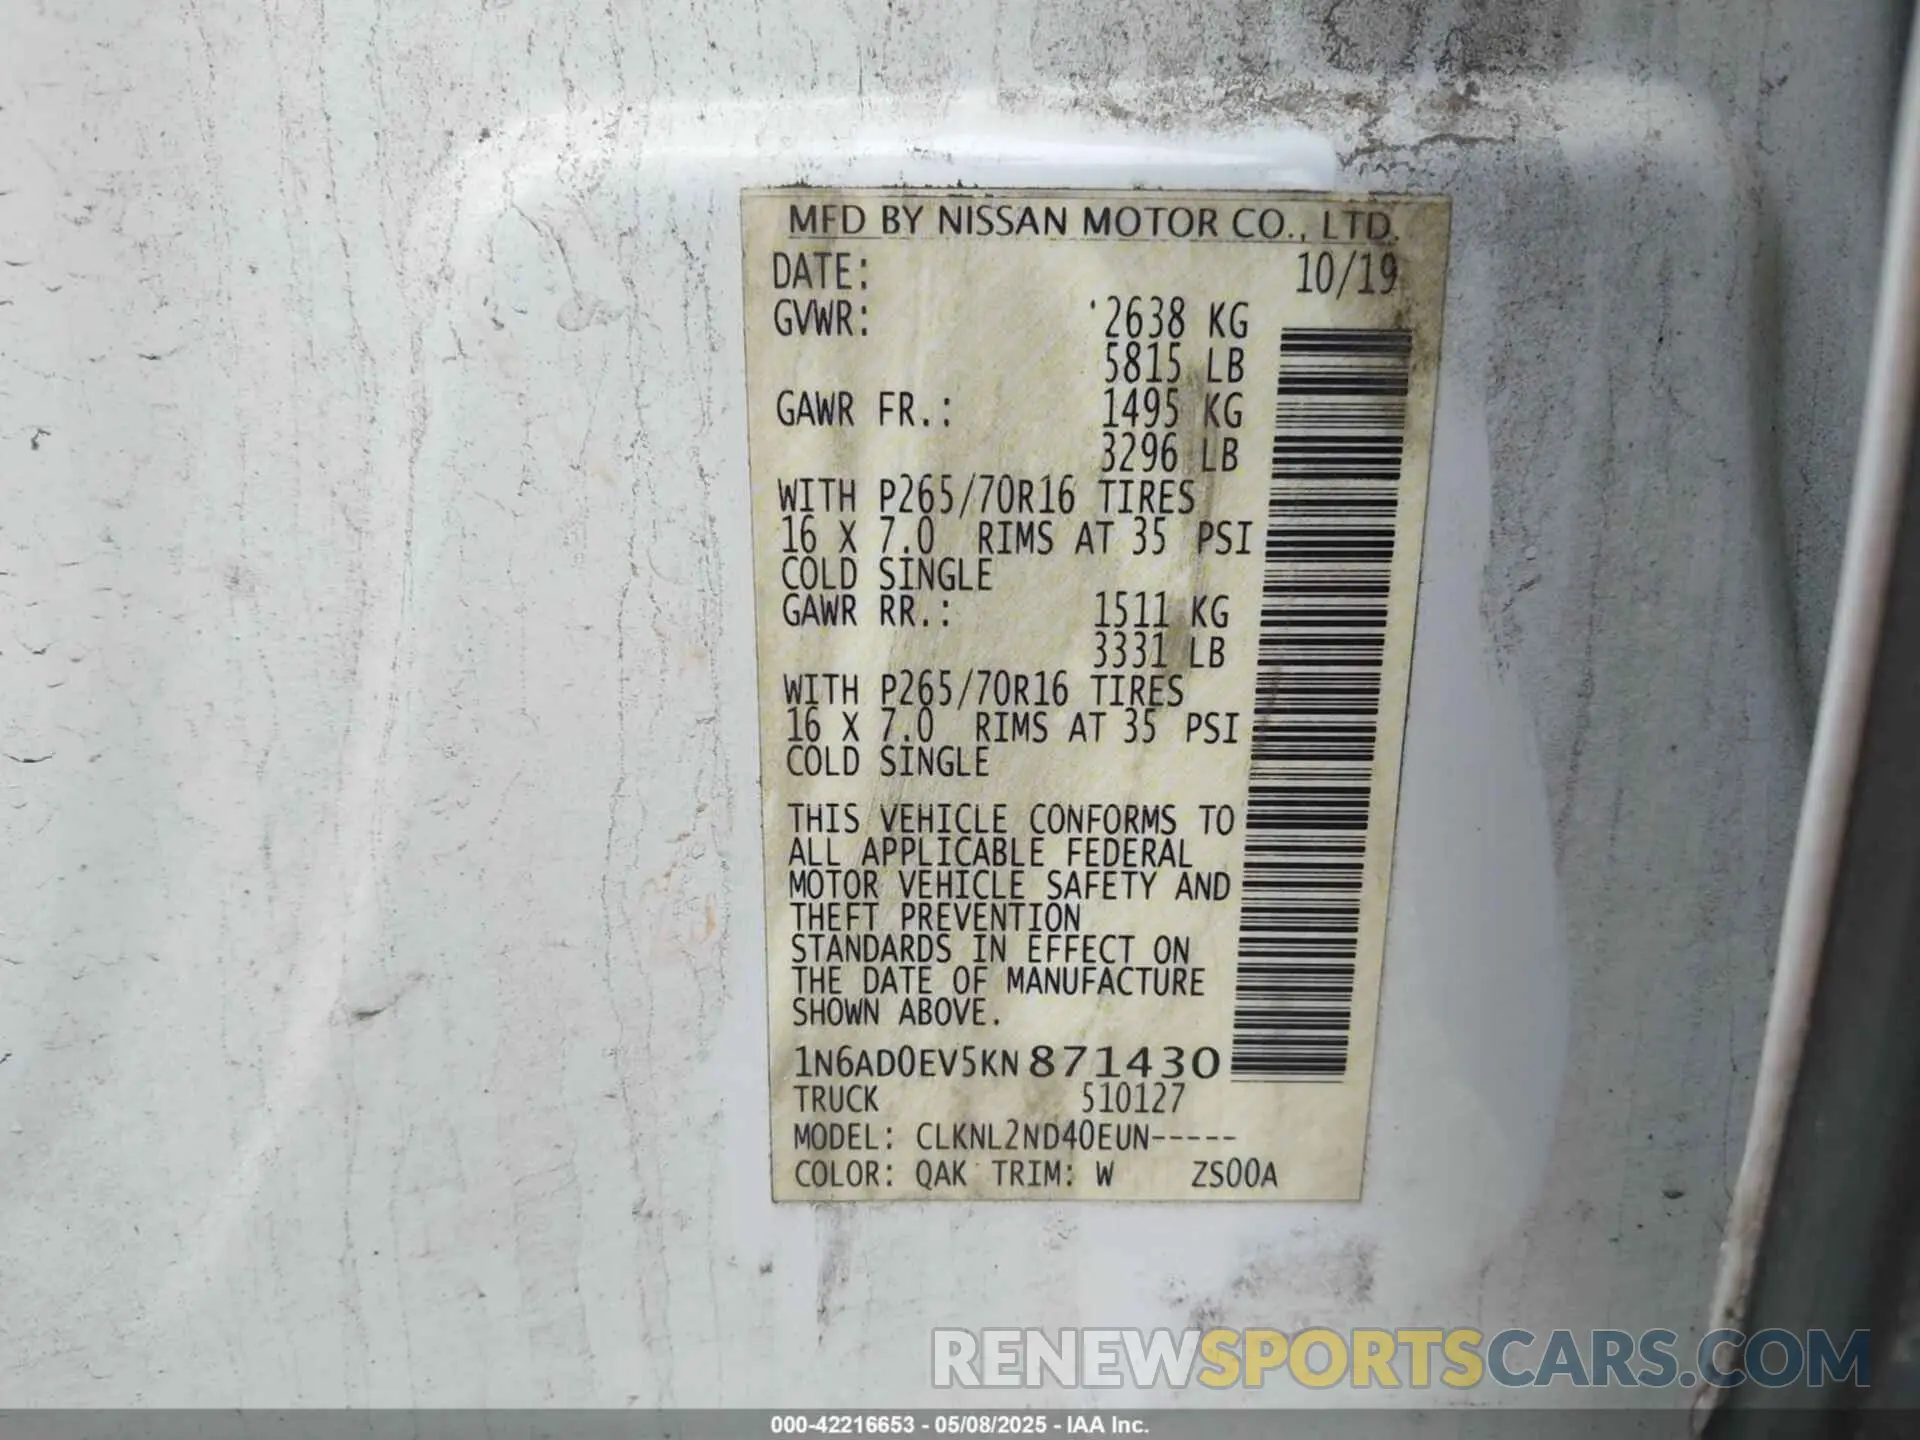 MFD BY NISSAN MOTOR CO., LTD.
DATE: 10/19
GVWR: 2638 KG
5815 LB
GAWR FR.: 1495 KG
3296 LB
WITH P265/70R16 TIRES
16 X 7.0 RIMS AT 35 PSI
COLD SINGLE
GAWR RR.: 1511 KG
3331 LB
WITH P265/70R16 TIRES
16 X 7.0 RIMS AT 35 PSI
COLD SINGLE
THIS VEHICLE CONFORMS TO
ALL APPLICABLE FEDERAL
MOTOR VEHICLE SAFETY AND
THEFT PREVENTION
STANDARDS IN EFFECT ON
THE DATE OF MANUFACTURE
SHOWN ABOVE.
1N6AD0EV5KN871430
TRUCK 510127
MODEL: CLKNL2ND40EUN-----
COLOR: QAK TRIM: W ZS00A
RENEWSPORTSCARS.COM
000-42216653 - 05/08/2025 - IAA Inc.